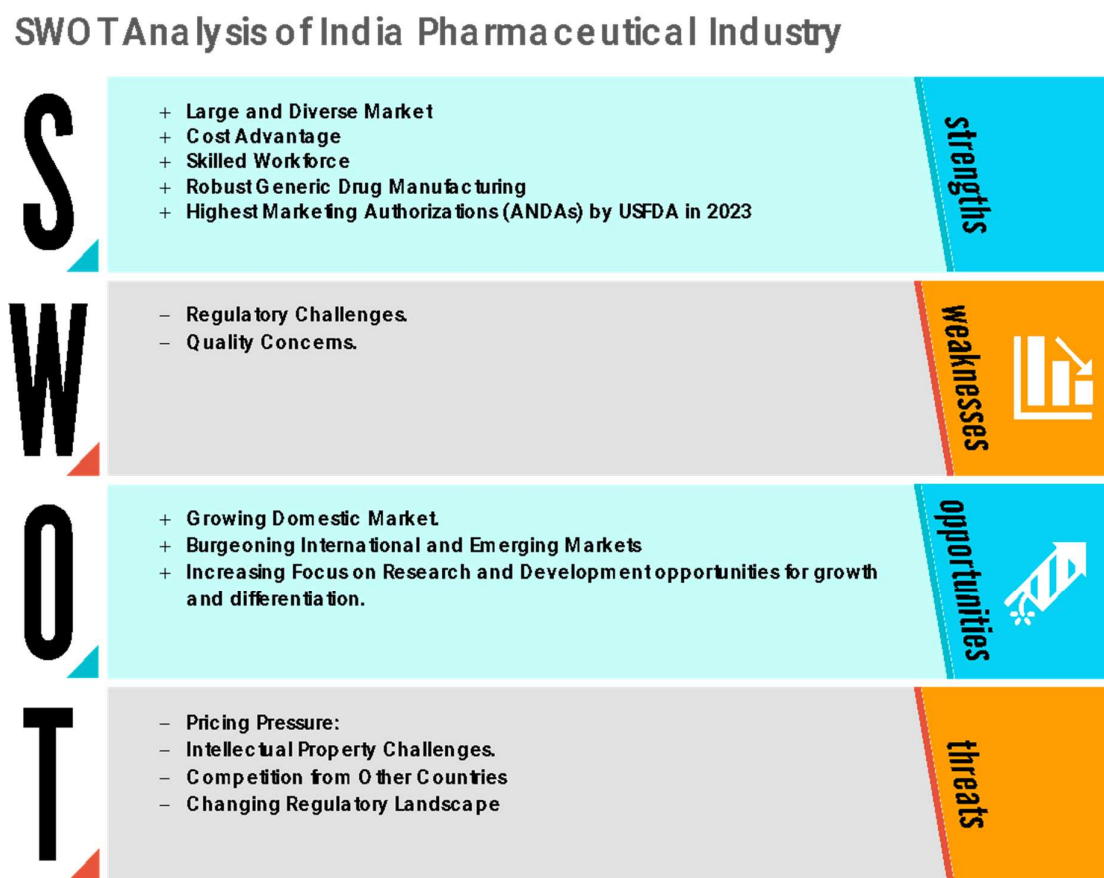 SWOT Analysis of India Pharmaceutical Industry
S
+ Large and Diverse Market
+ Cost Advantage
+ Skilled Workforce
+ Robust Generic Drug Manufacturing
+ Highest Marketing Authorizations (ANDAs) by USFDA in 2023
strengths
W
– Regulatory Challenges.
– Quality Concerns.
weaknesses
O
+ Growing Domestic Market.
+ Burgeoning International and Emerging Markets
+ Increasing Focus on Research and Development opportunities for growth
and differentiation.
opportunities
T
– Pricing Pressure:
– Intellectual Property Challenges.
– Competition from Other Countries
– Changing Regulatory Landscape
threats